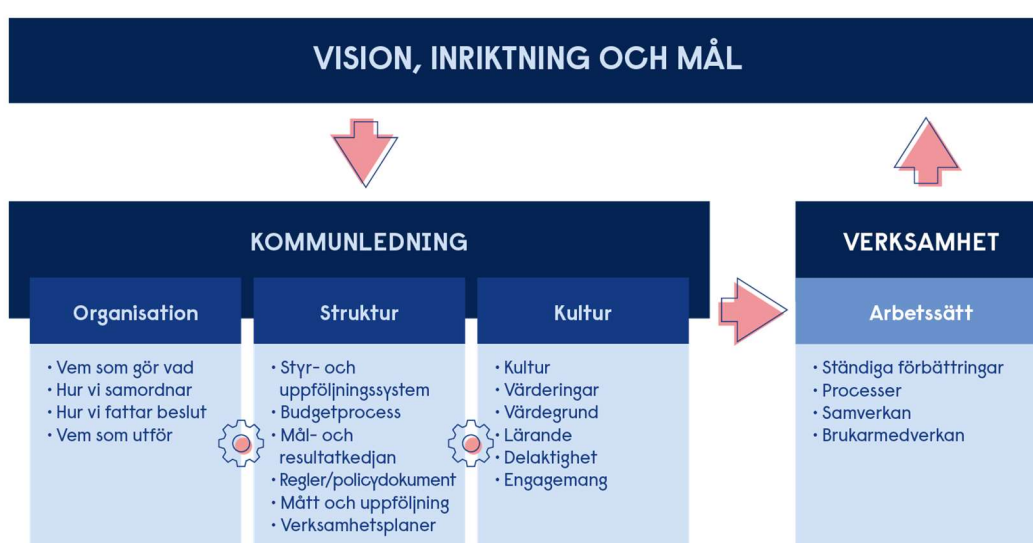 VISION, INRIKTNING OCH MÅL
KOMMUNLEDNING
Organisation
• Vem som gör vad
• Hur vi samordnar
• Hur vi fattar beslut
• Vem som utför
Struktur
• Styr- och
uppföljningssystem
• Budgetprocess
• Mål- och
resultatkedjan
• Regler/policydokument
• Mått och uppföljning
• Verksamhetsplaner
Kultur
• Kultur
• Värderingar
• Värdegrund
• Lärande
• Delaktighet
• Engagemang
VERKSAMHET
Arbetssätt
• Ständiga förbättringar
• Processer
• Samverkan
• Brukarmedverkan